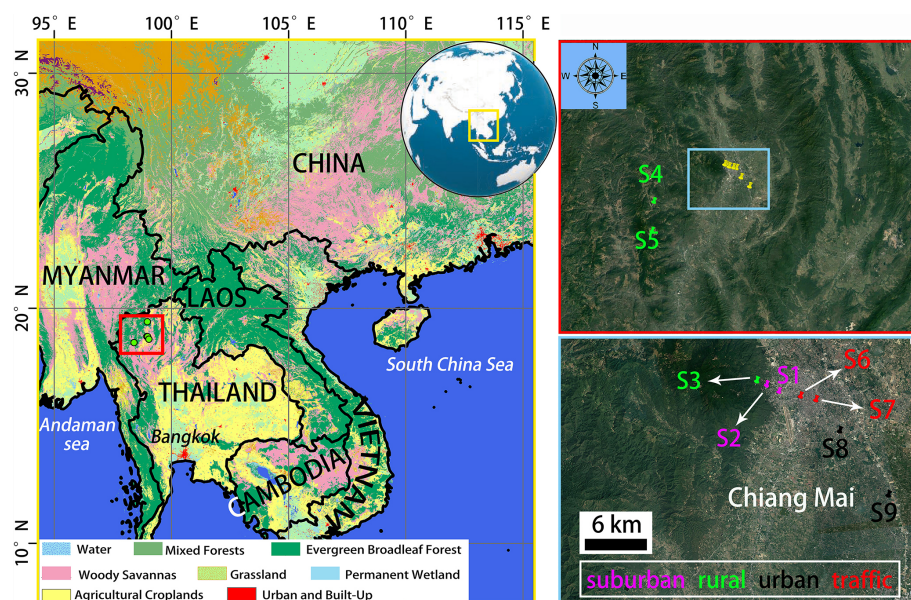 95° E 100° 105° E 110° 115° E
30° N
20° N
10° N
CHINA
MYANMAR
LAOS
THAILAND
VIETNAM
CAMBODIA
Bangkok
Andaman
sea
South China Sea
Water Mixed Forests Evergreen Broadleaf Forest
Woody Savannas Grassland Permanent Wetland
Agricultural Croplands Urban and Built-Up
N
W E
S
S4
S5
S3 S1 S6
S7
S2 S8
S9
Chiang Mai
6 km
suburban rural urban traffic